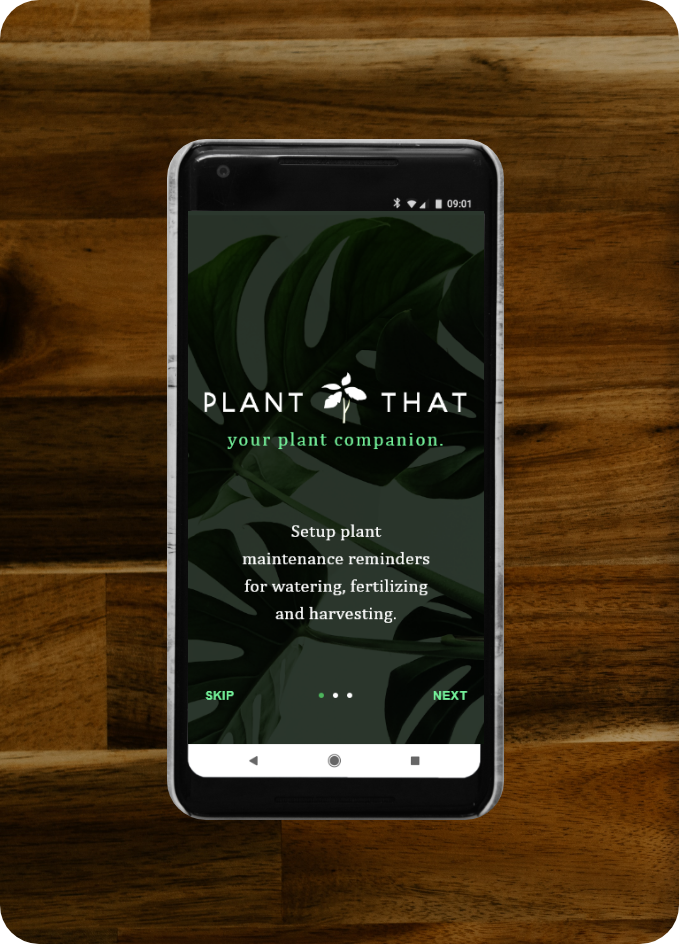 09:01
PLANT THAT
your plant companion.
Setup plant
maintenance reminders
for watering, fertilizing
and harvesting.
SKIP NEXT